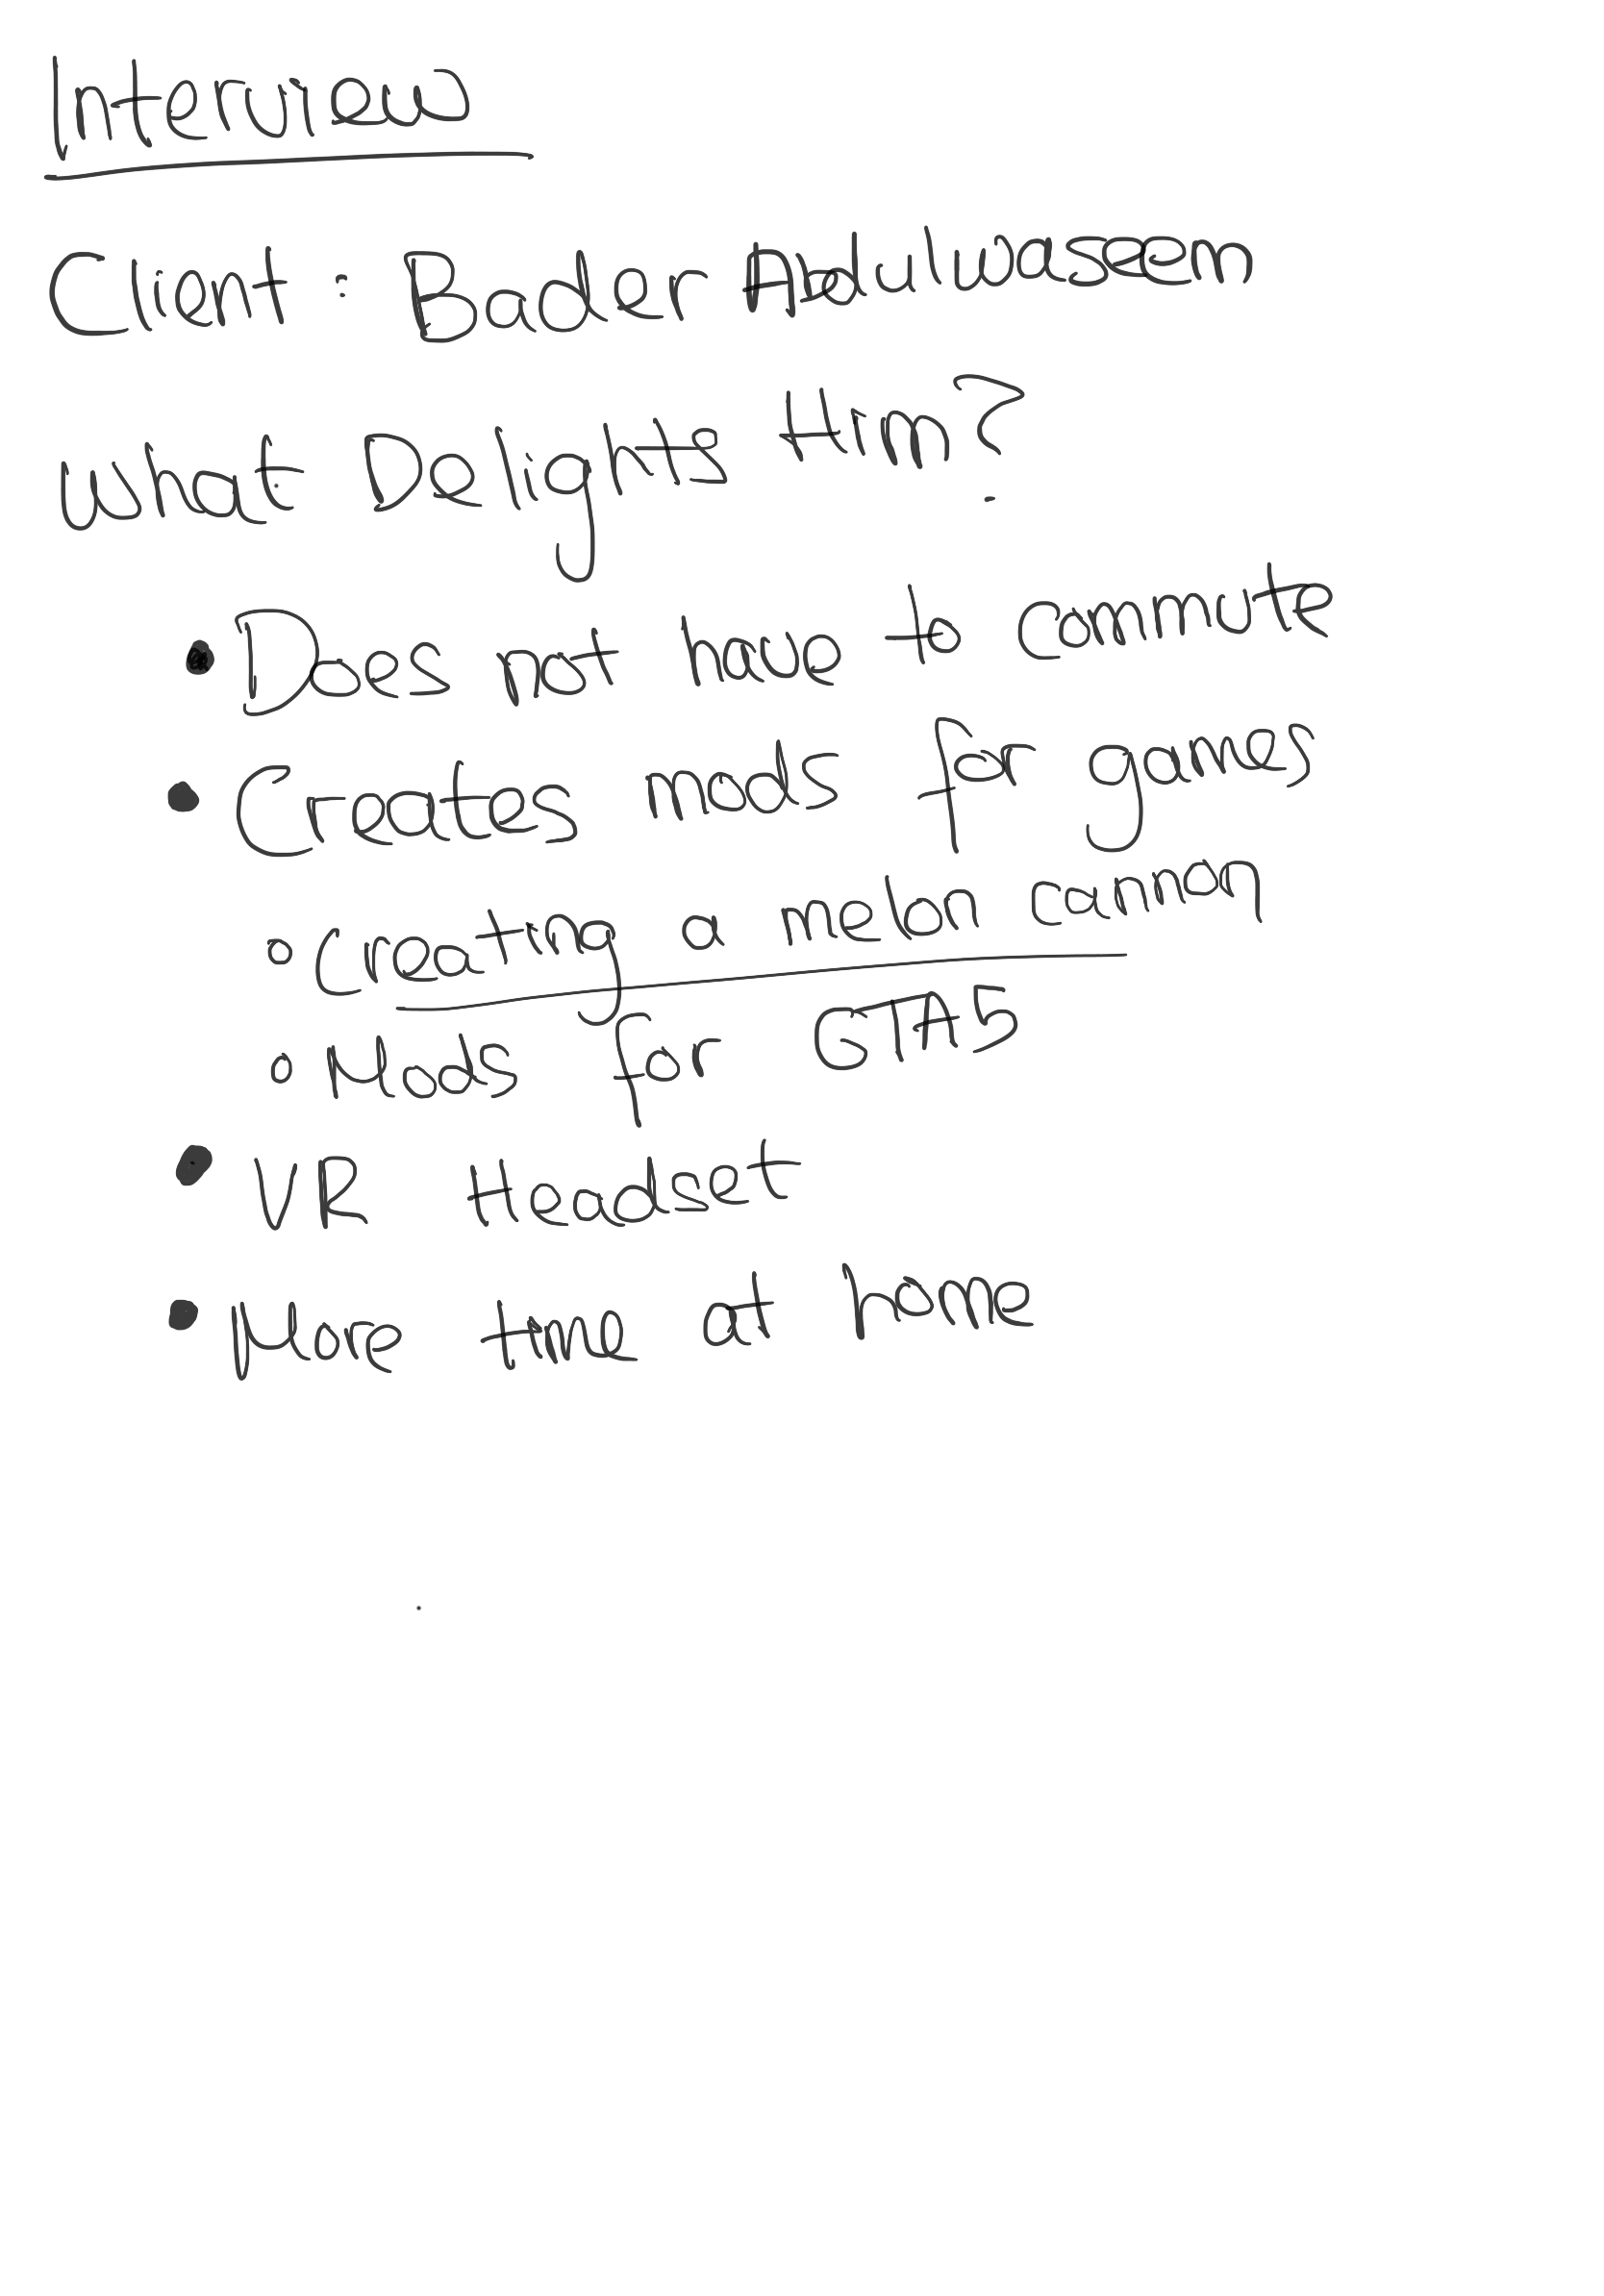 Interview
Client: Bader Abdulwaseem
What Delights Him?
• Does not have to commute
• Creates mods for games
◦ Creating a melon cannon
◦ Mods for GTA5
• VR Headset
• More time at home